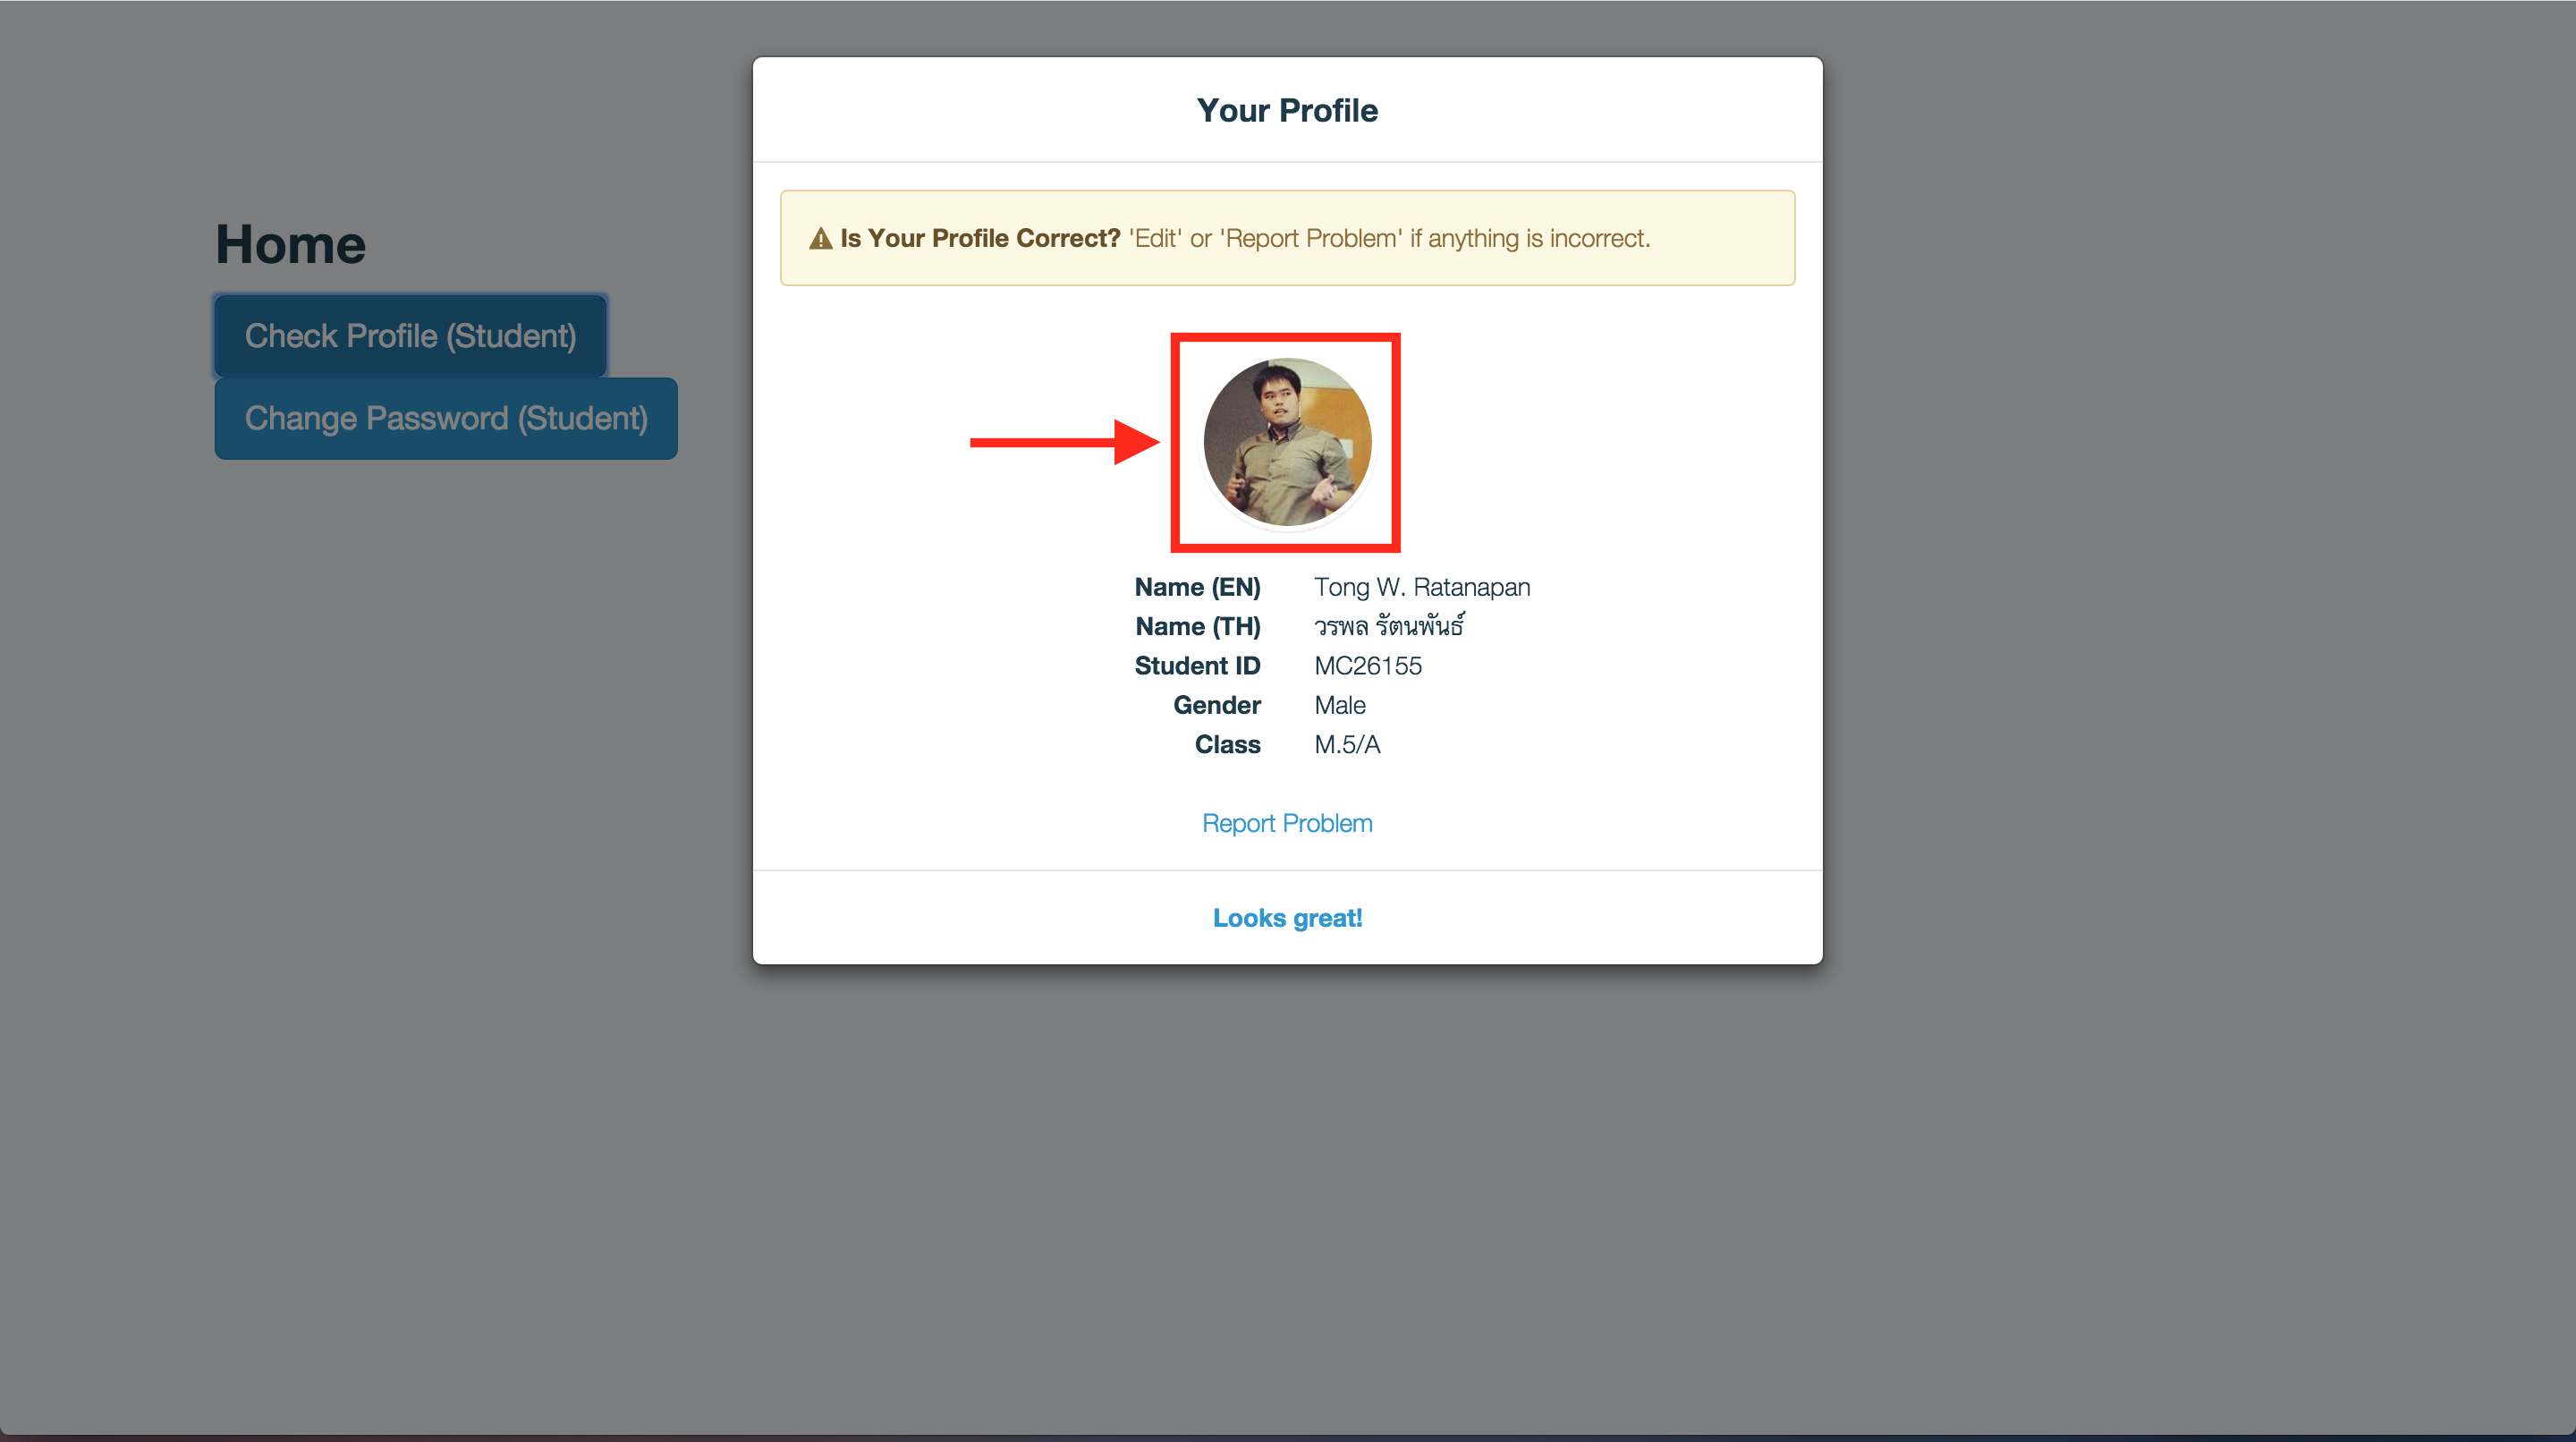 Your Profile
Is Your Profile Correct? 'Edit' or 'Report Problem' if anything is incorrect.
Home
Check Profile (Student)
Change Password (Student)
Name (EN) Tong W. Ratanapan
Name (TH) วรพล รัตนพันธ์
Student ID MC26155
Gender Male
Class M.5/A
Report Problem
Looks great!